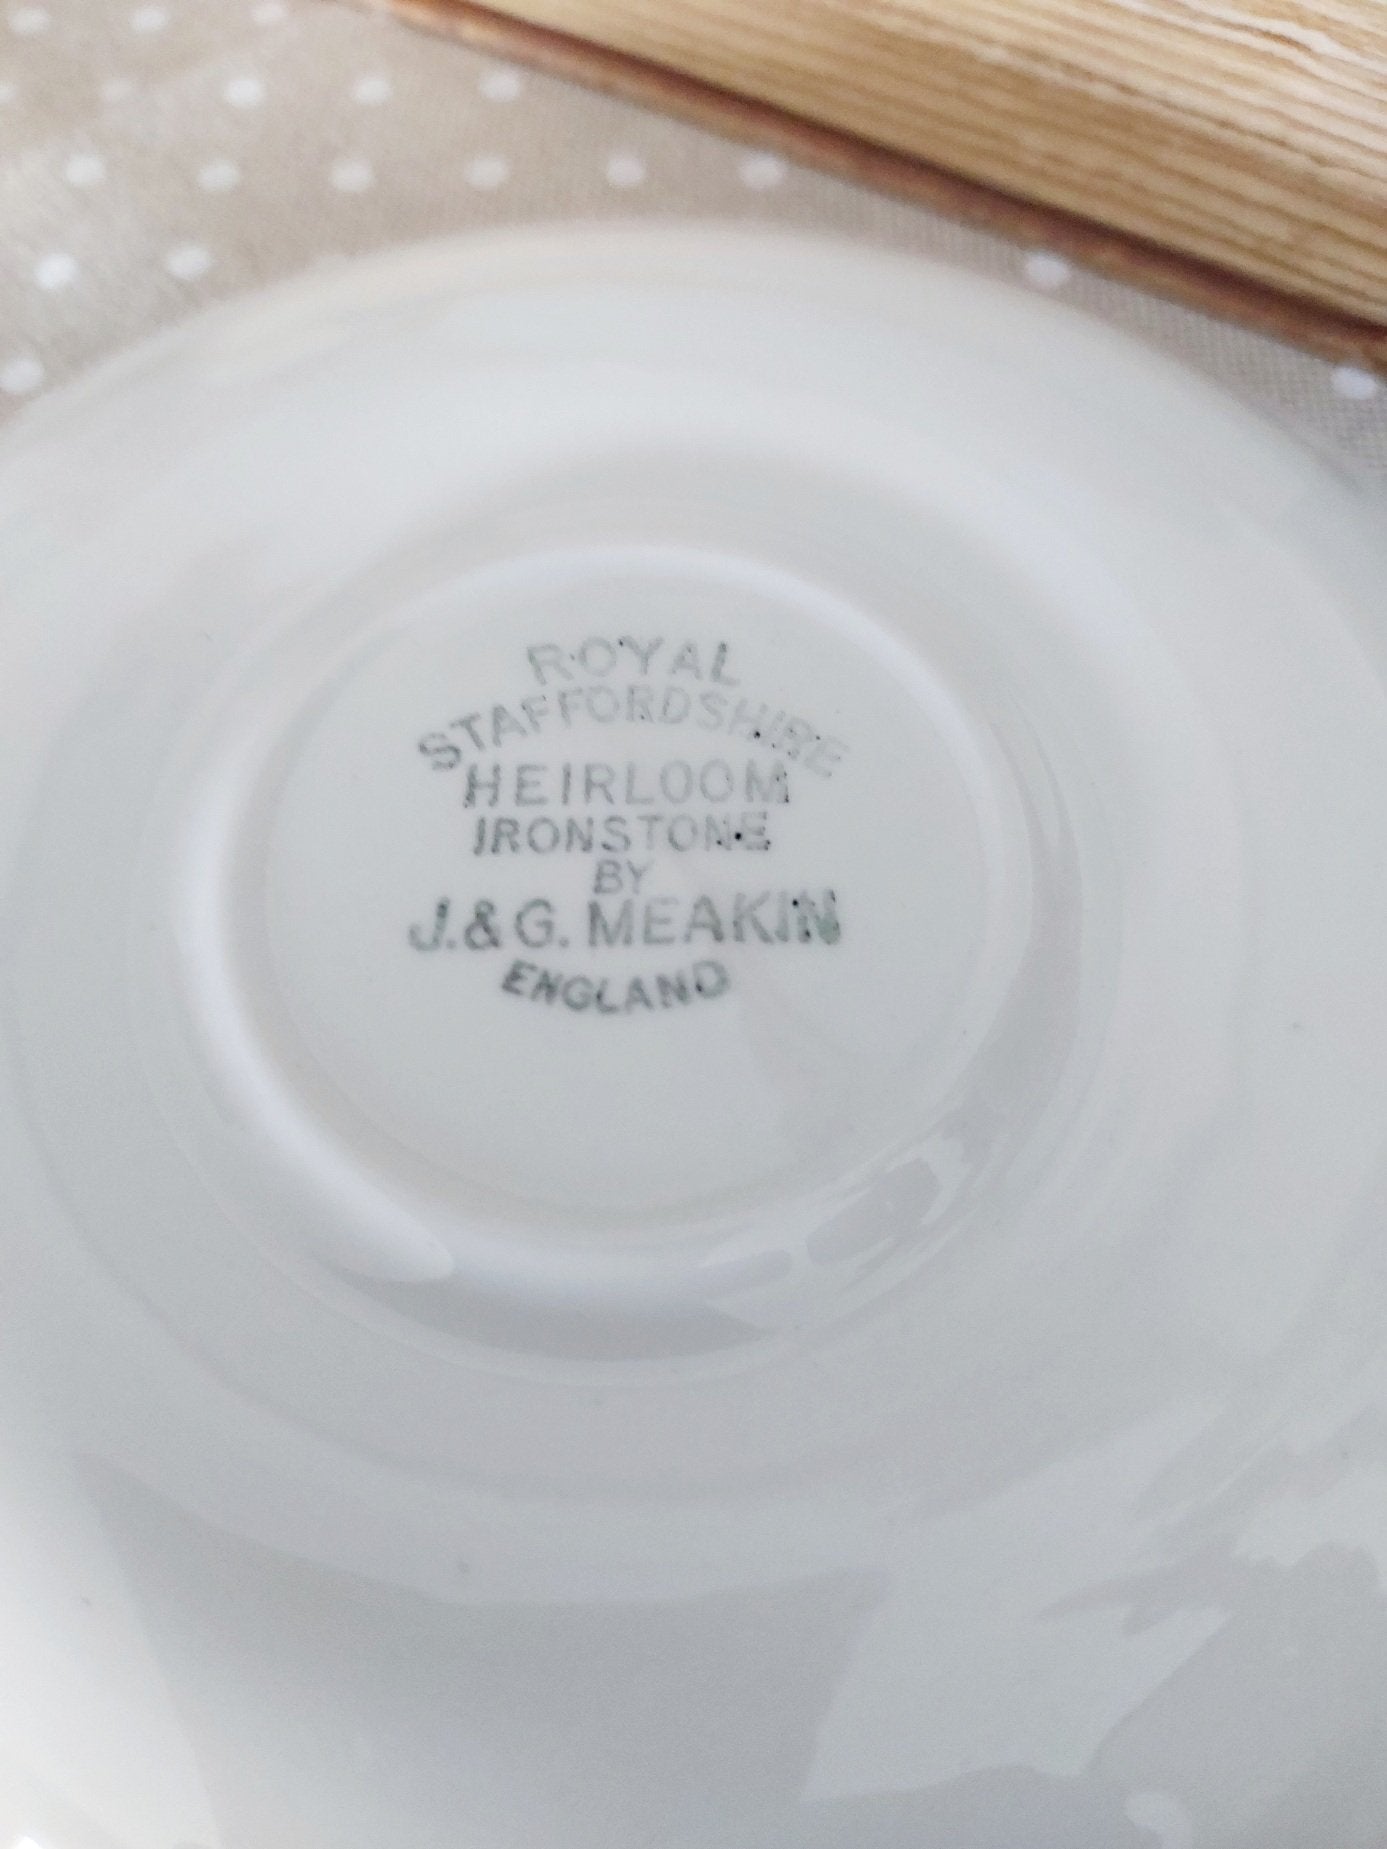 ROYAL
STAFFORDSHIRE
HEIRLOOM
IRONSTONE
BY
J.&G. MEAKIN
ENGLAND